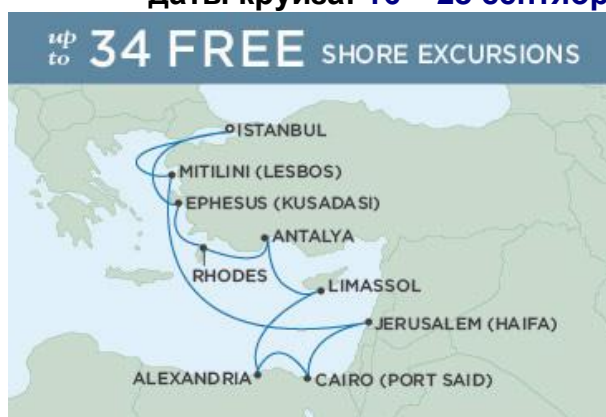 up to 34 FREE SHORE EXCURSIONS
ISTANBUL
MITILINI (LESBOS)
EPHESUS (KUSADASI)
ANTALYA
RHODES
LIMASSOL
JERUSALEM (HAIFA)
ALEXANDRIA
CAIRO (PORT SAID)